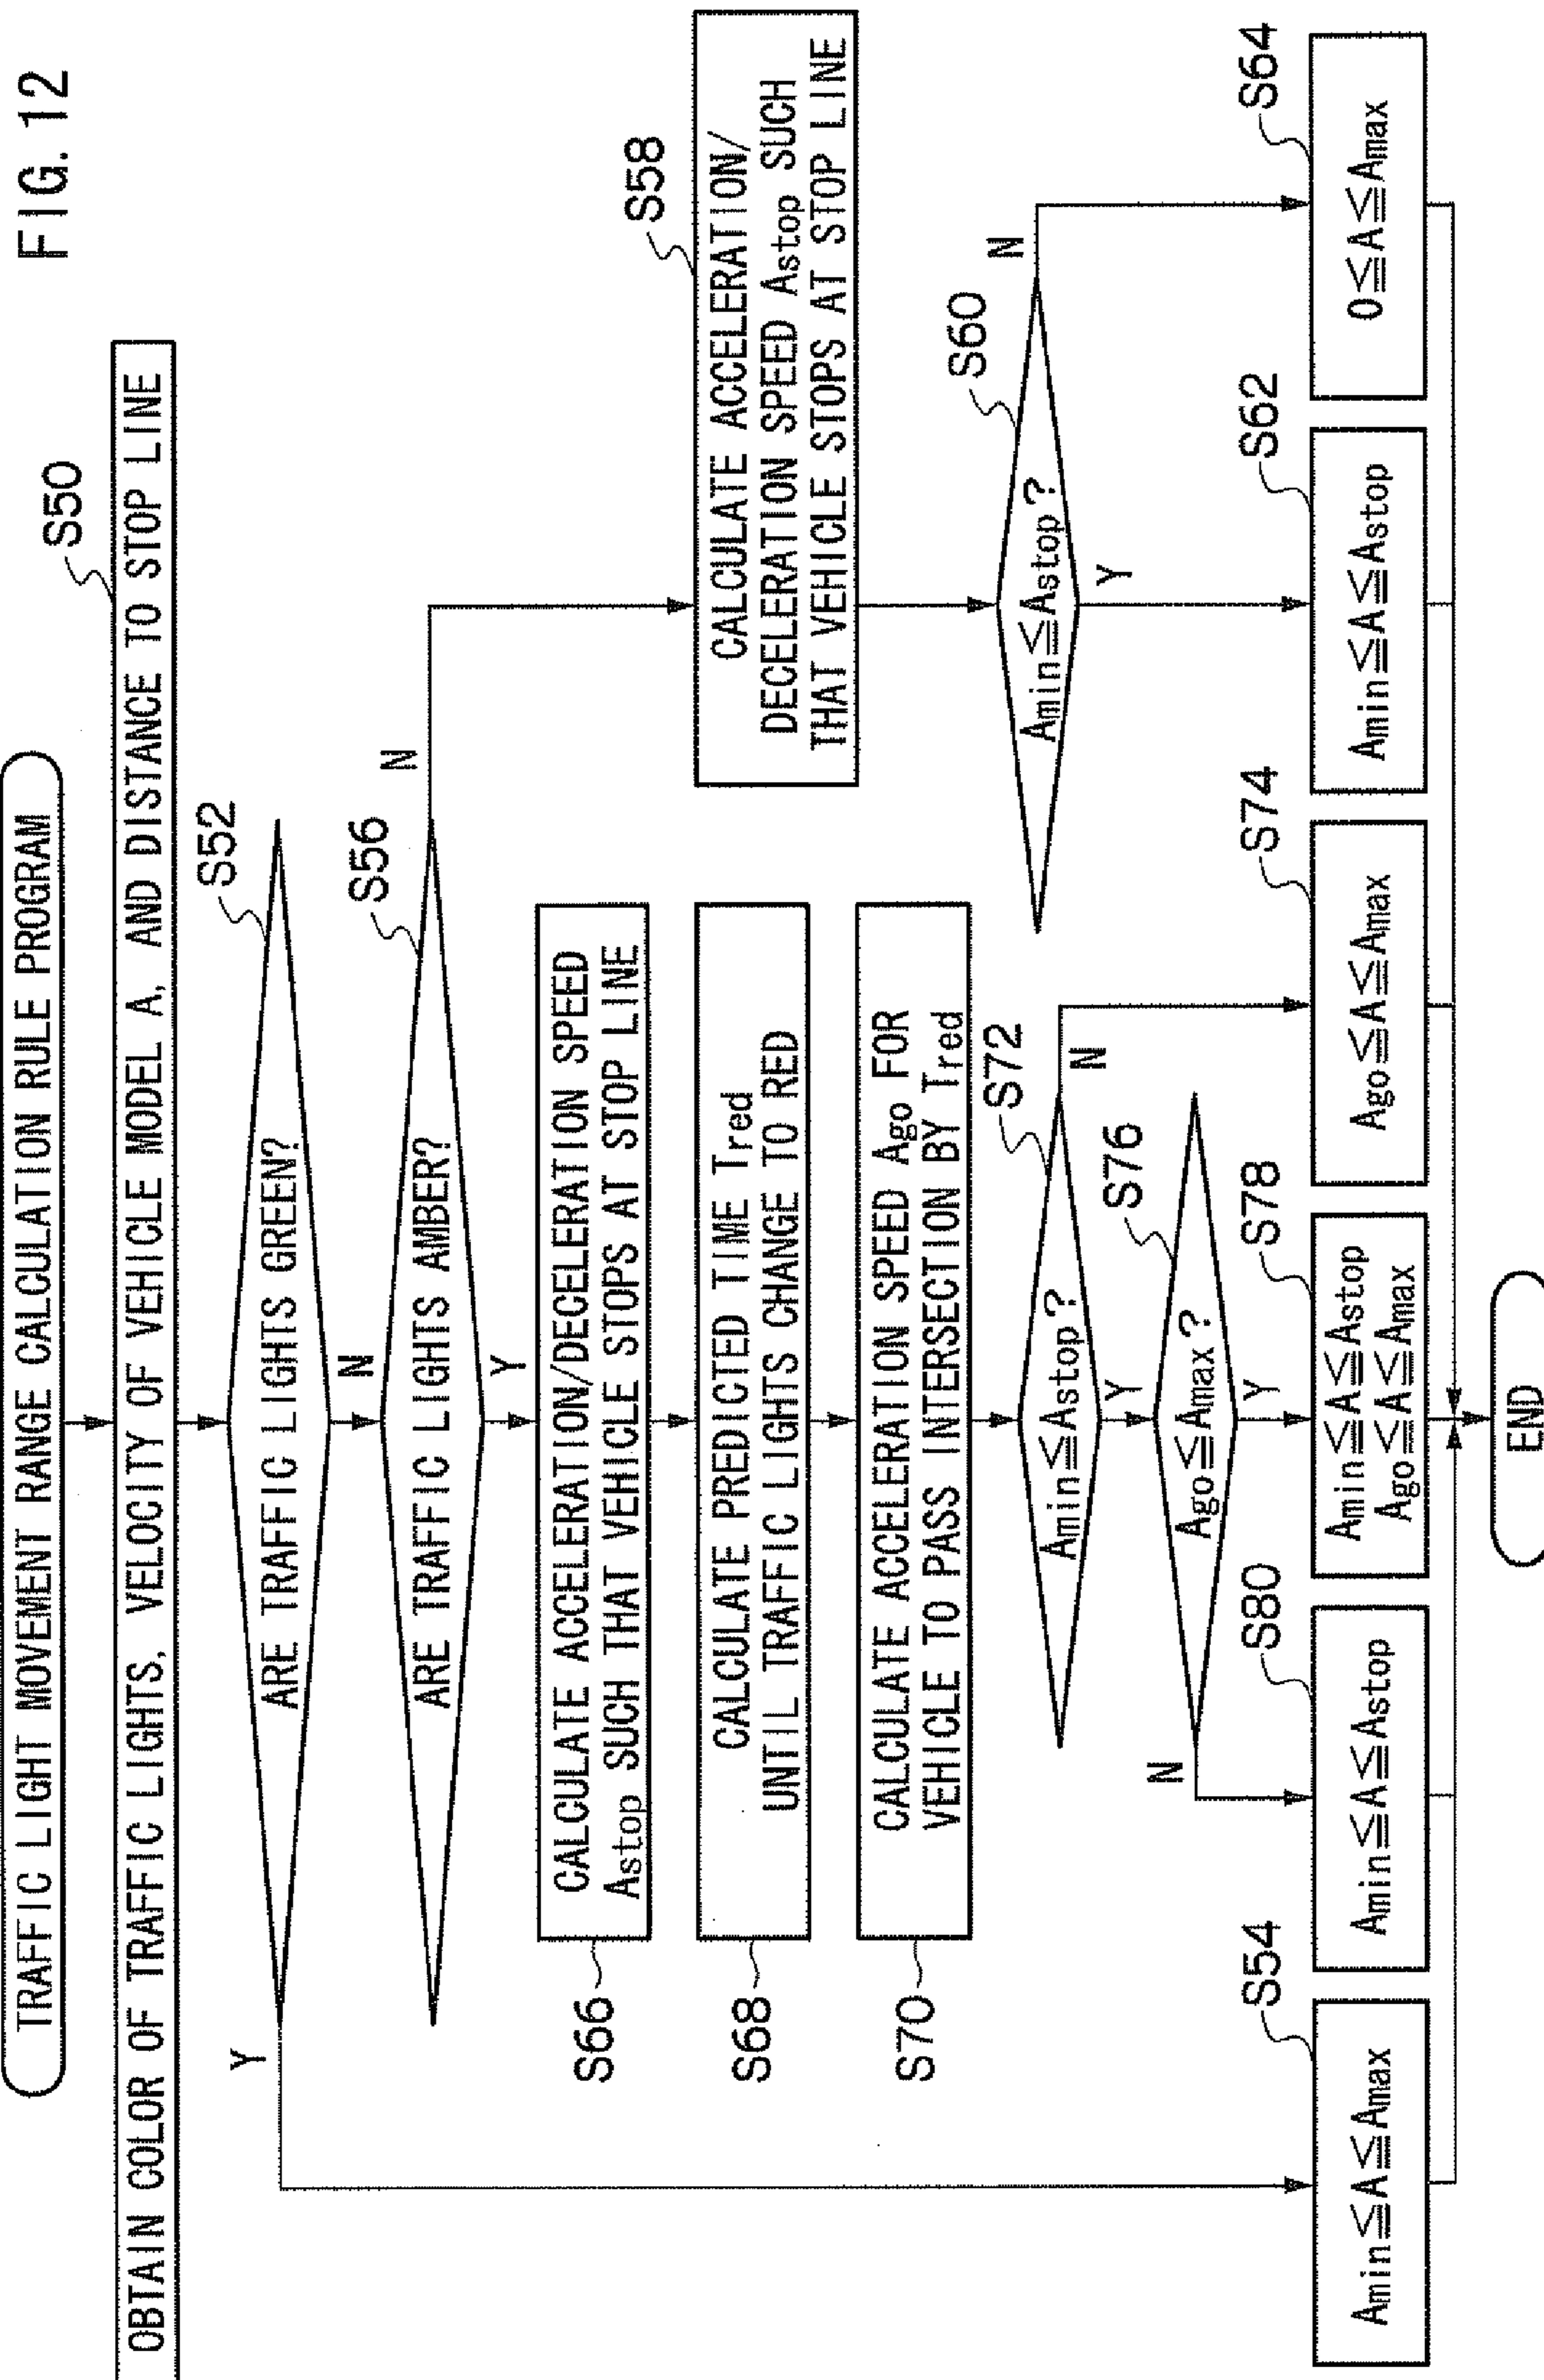 FIG. 12
TRAFFIC LIGHT MOVEMENT RANGE CALCULATION RULE PROGRAM
S50
OBTAIN COLOR OF TRAFFIC LIGHTS, VELOCITY OF VEHICLE MODEL A, AND DISTANCE TO STOP LINE
S52
ARE TRAFFIC LIGHTS GREEN?
Y
N
S56
ARE TRAFFIC LIGHTS AMBER?
N
Y
S66
CALCULATE ACCELERATION/DECELERATION SPEED
Astop SUCH THAT VEHICLE STOPS AT STOP LINE
S58
CALCULATE ACCELERATION/
DECELERATION SPEED Astop SUCH
THAT VEHICLE STOPS AT STOP LINE
S68
CALCULATE PREDICTED TIME Tred
UNTIL TRAFFIC LIGHTS CHANGE TO RED
S70
CALCULATE ACCELERATION SPEED Ago FOR
VEHICLE TO PASS INTERSECTION BY Tred
S72
Amin≦Astop?
N
Y
S60
Amin≦Astop?
N
Y
S76
Ago≦Amax?
N
Y
S54
Amin≦A≦Amax
S80
Amin≦A≦Astop
S78
Amin≦A≦Astop
Ago≦A≦Amax
S74
Ago≦A≦Amax
S62
Amin≦A≦Astop
S64
0≦A≦Amax
END